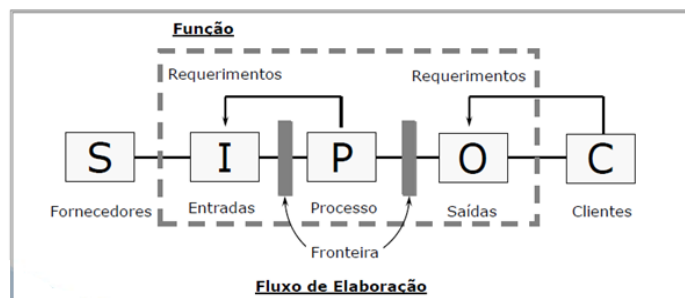 Função
Requerimentos Requerimentos
S I P O C
Fornecedores Entradas Processo Saídas Clientes
Fronteira
Fluxo de Elaboração